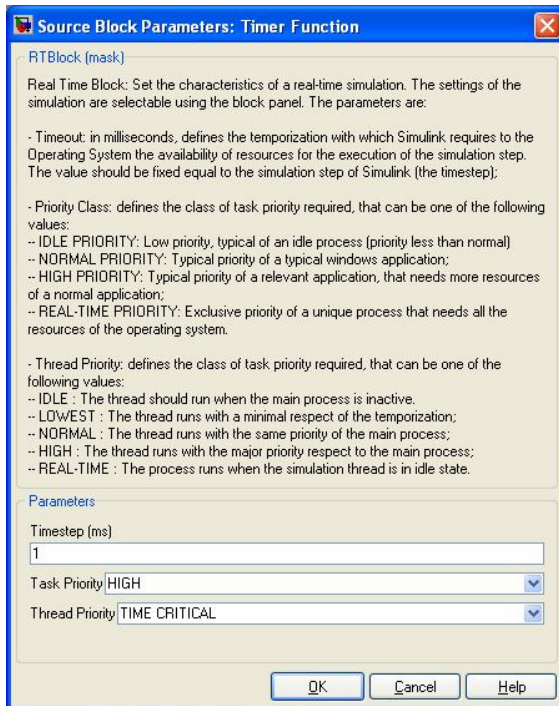 Source Block Parameters: Timer Function
RTBlock (mask)
Real Time Block: Set the characteristics of a real-time simulation. The settings of the
simulation are selectable using the block panel. The parameters are:
- Timeout: in milliseconds, defines the temporization with which Simulink requires to the
Operating System the availability of resources for the execution of the simulation step.
The value should be fixed equal to the simulation step of Simulink (the timestep);
- Priority Class: defines the class of task priority required, that can be one of the following
values:
-- IDLE PRIORITY: Low priority, typical of an idle process (priority less than normal)
-- NORMAL PRIORITY: Typical priority of a typical windows application;
-- HIGH PRIORITY: Typical priority of a relevant application, that needs more resources
of a normal application;
-- REAL-TIME PRIORITY: Exclusive priority of a unique process that needs all the
resources of the operating system.
- Thread Priority: defines the class of task priority required, that can be one of the
following values:
-- IDLE : The thread should run when the main process is inactive.
-- LOWEST : The thread runs with a minimal respect of the temporization;
-- NORMAL : The thread runs with the same priority of the main process;
-- HIGH : The thread runs with the major priority respect to the main process;
-- REAL-TIME : The process runs when the simulation thread is in idle state.
Parameters
Timestep (ms)
1
Task Priority HIGH
Thread Priority TIME CRITICAL
OK Cancel Help